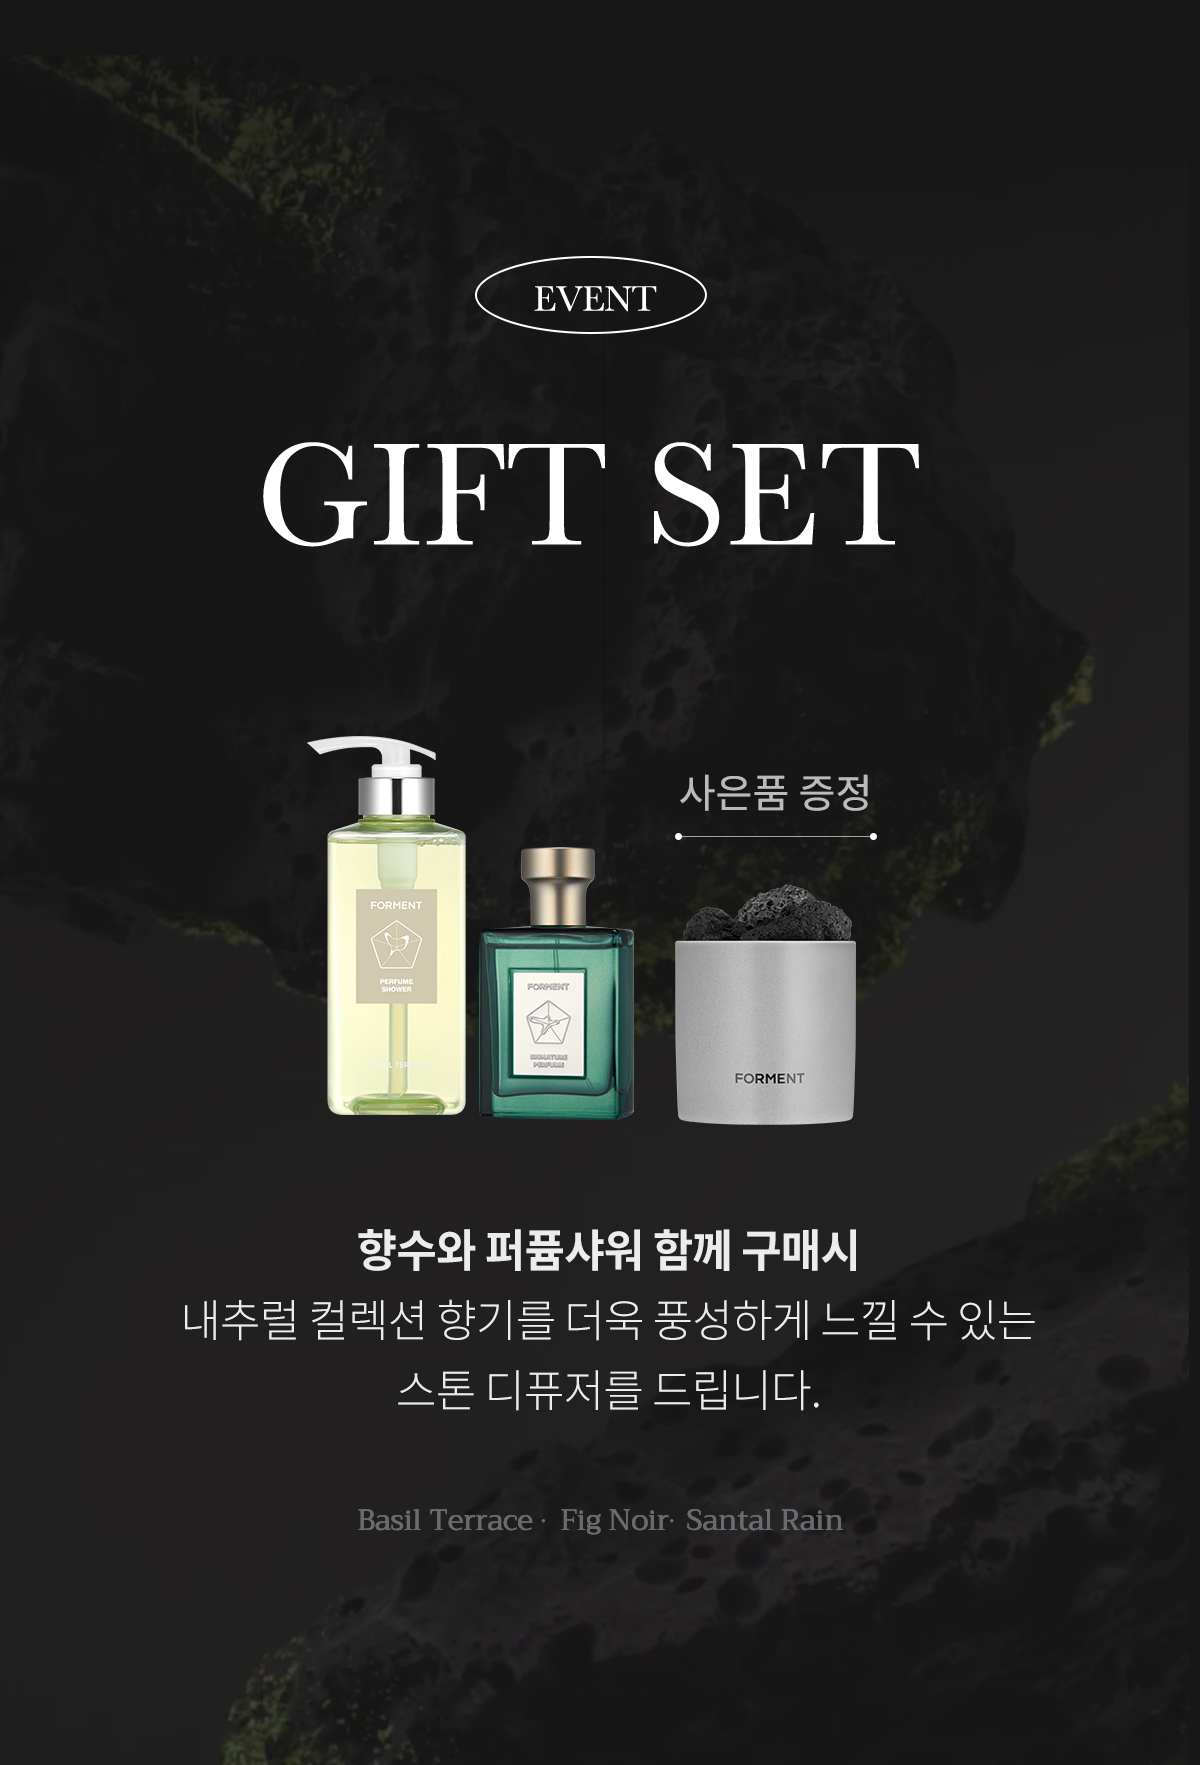 EVENT
GIFT SET
사은품 증정
FORMENT
PERFUME
SHOWER
FORMENT
SIGNATURE
PERFUME
FORMENT
향수와 퍼퓸샤워 함께 구매시
내추럴 컬렉션 향기를 더욱 풍성하게 느낄 수 있는
스톤 디퓨저를 드립니다.
Basil Terrace · Fig Noir· Santal Rain